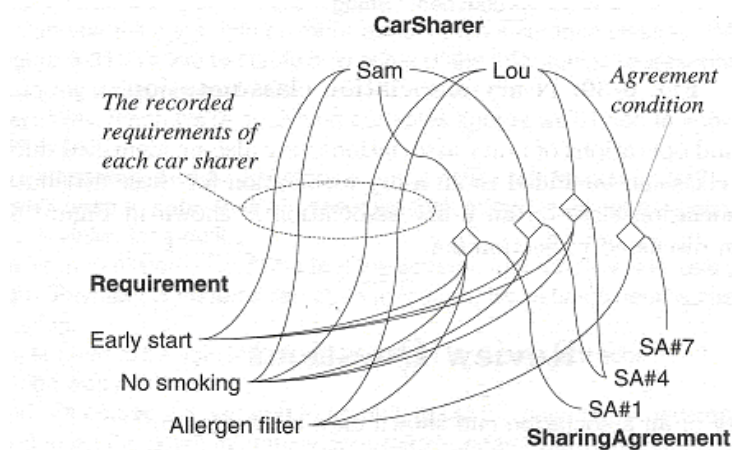 CarSharer
Sam
Lou
Agreement
condition
The recorded
requirements of
each car sharer
Requirement
Early start
No smoking
Allergen filter
SA#7
SA#4
SA#1
SharingAgreement